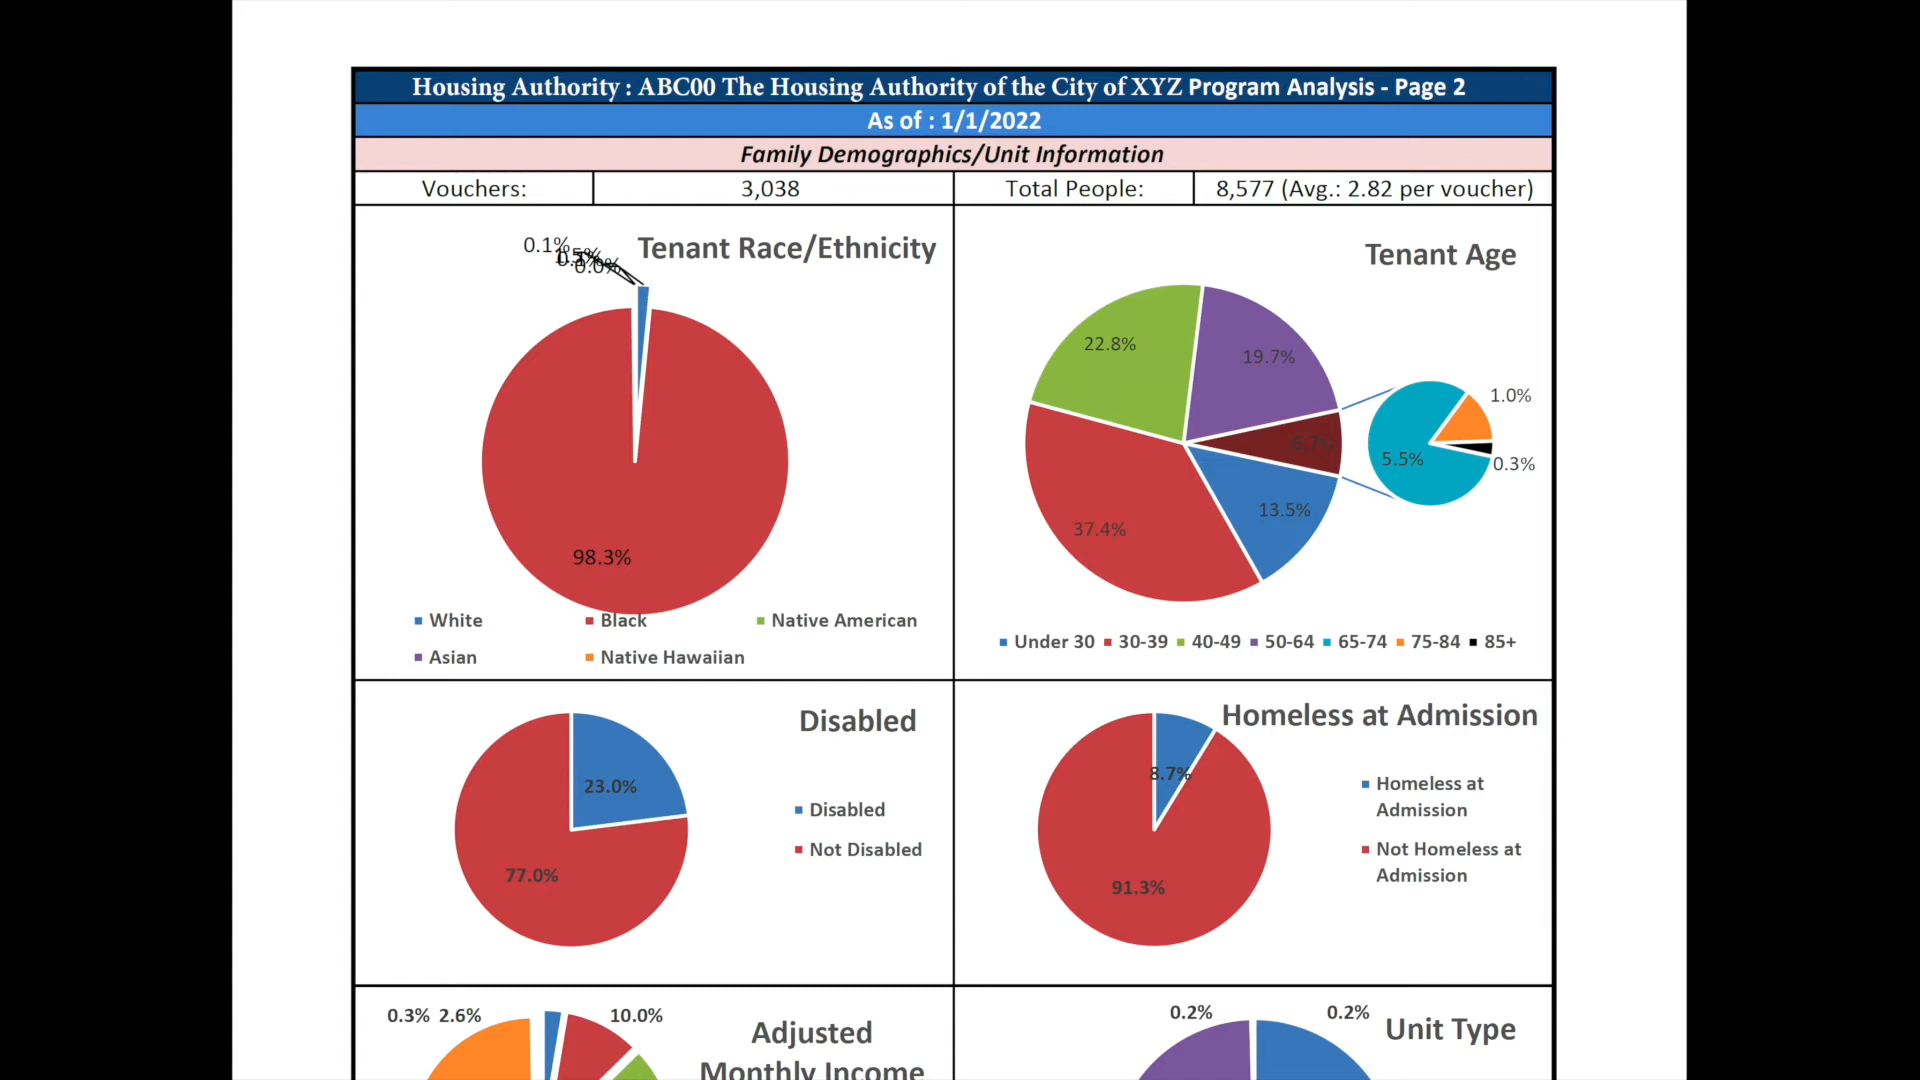 Housing Authority : ABC00 The Housing Authority of the City of XYZ Program Analysis - Page 2
As of : 1/1/2022
Family Demographics/Unit Information
Vouchers: 3,038 Total People: 8,577 (Avg.: 2.82 per voucher)
Tenant Race/Ethnicity
0.1%
0.0%
98.3%
White Black Native American
Asian Native Hawaiian
Tenant Age
22.8%
19.7%
6.7%
13.5%
37.4%
5.5%
1.0%
0.3%
Under 30 30-39 40-49 50-64 65-74 75-84 85+
Disabled
23.0%
77.0%
Disabled
Not Disabled
Homeless at Admission
8.7%
91.3%
Homeless at
Admission
Not Homeless at
Admission
0.3% 2.6% 10.0%
Adjusted
Monthly Income
0.2% 0.2%
Unit Type